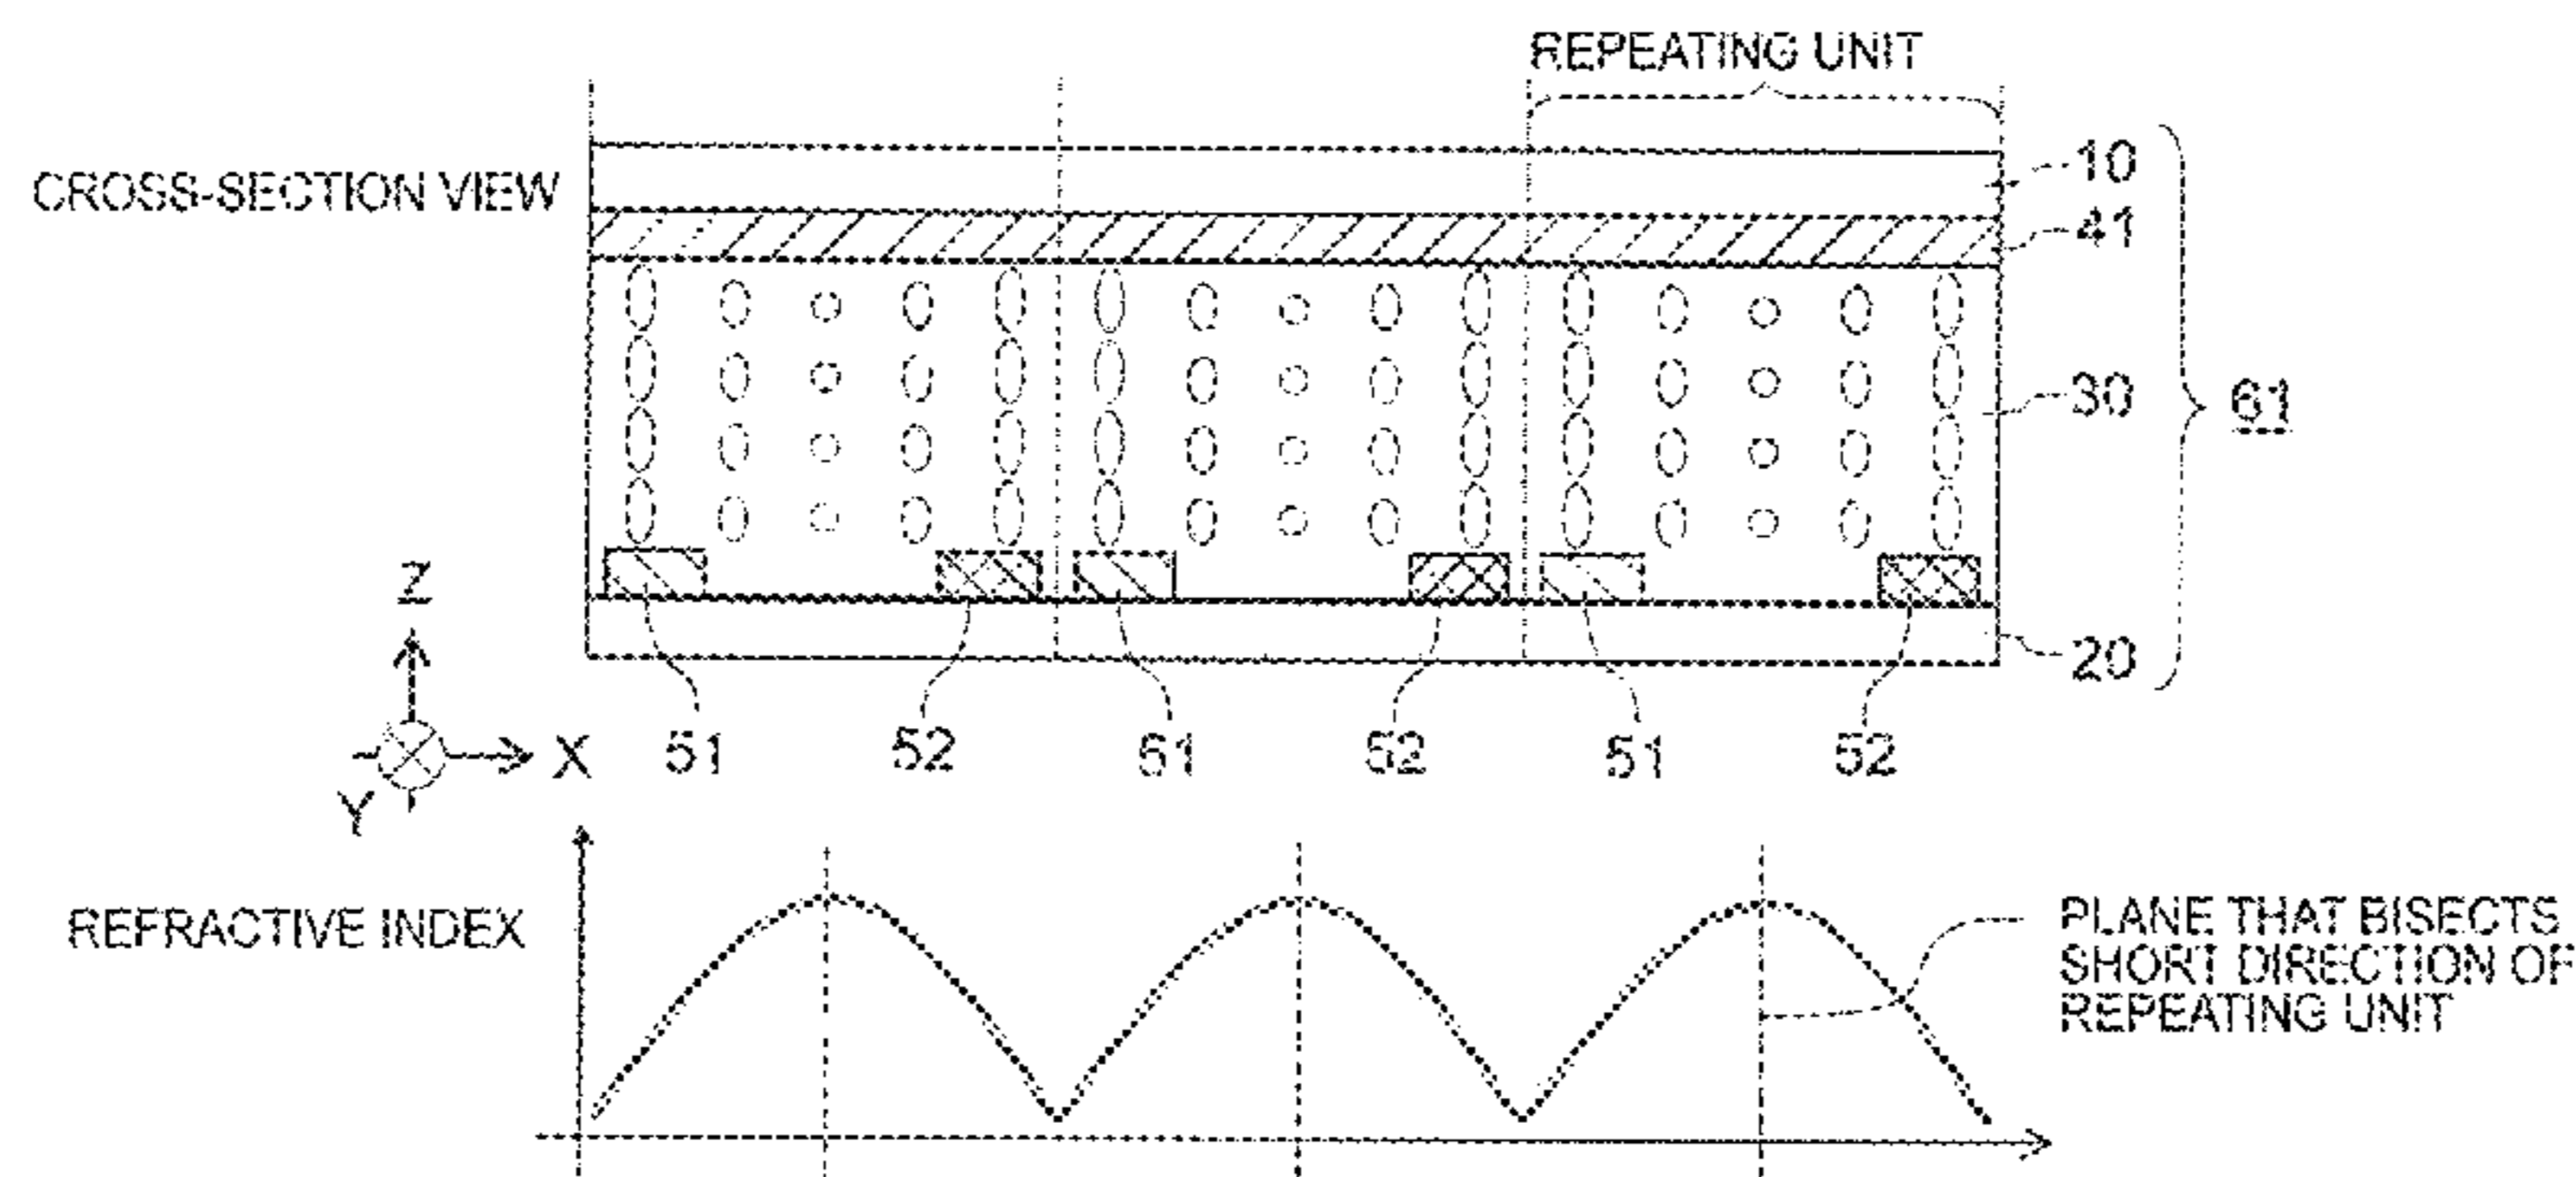 REPEATING UNIT
CROSS-SECTION VIEW
10
41
30
61
20
Z
X
Y
51
52
51
52
51
52
REFRACTIVE INDEX
PLANE THAT BISECTS
SHORT DIRECTION OF
REPEATING UNIT